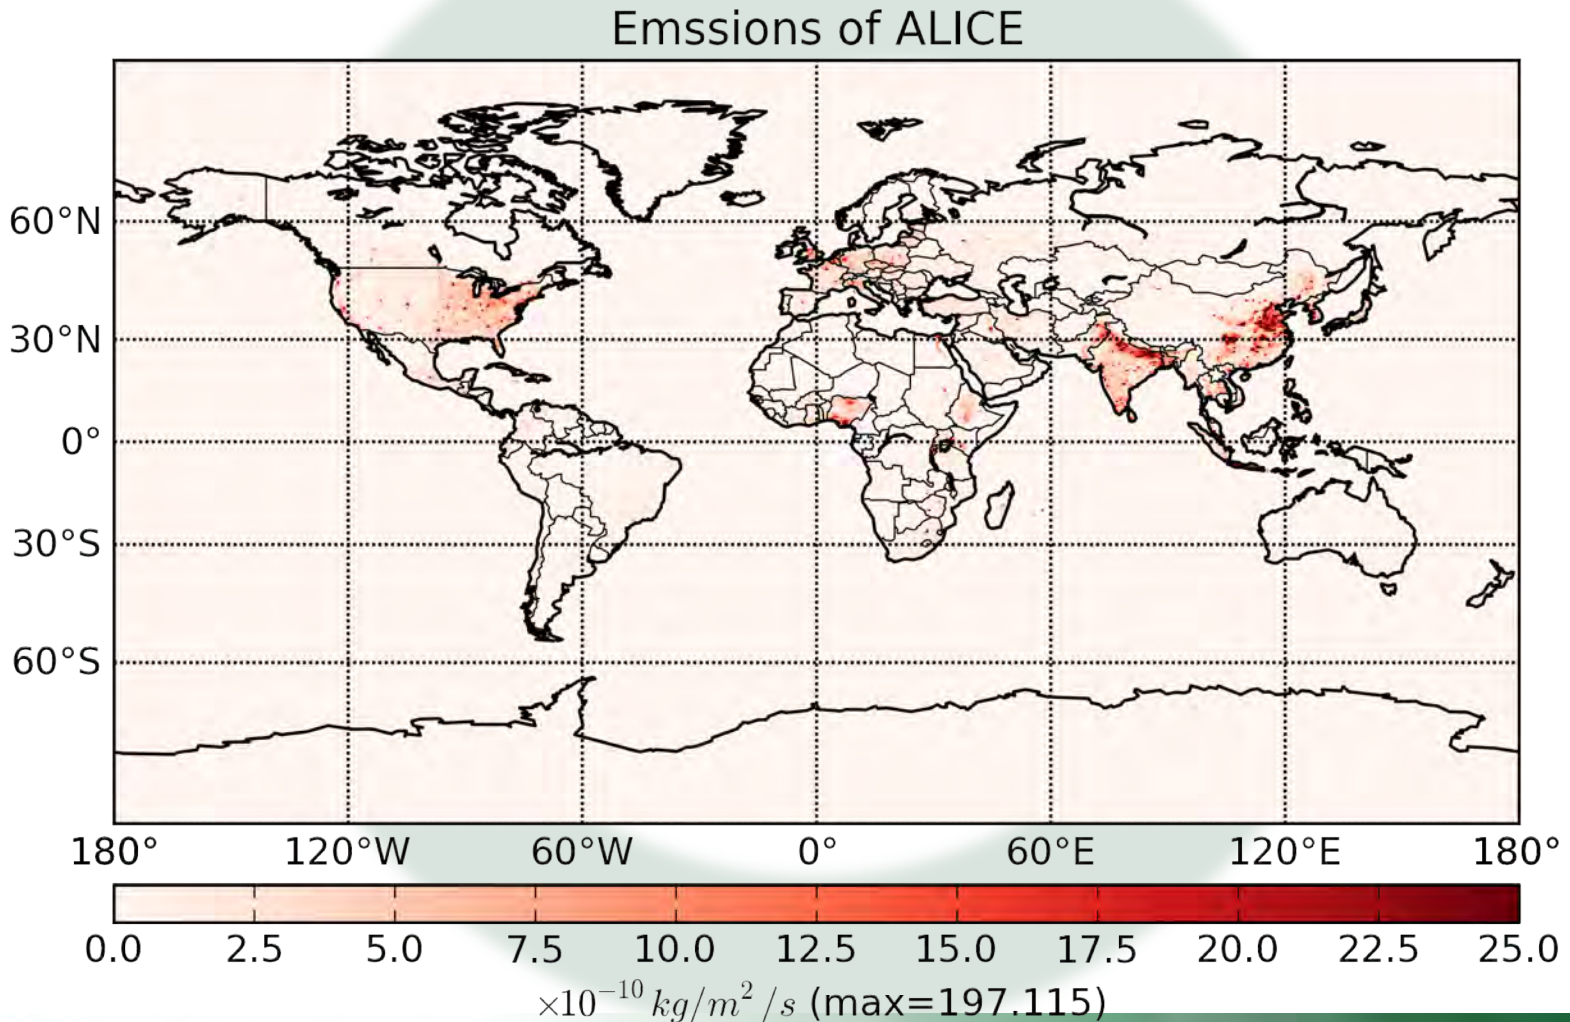 Emssions of ALICE
60°N
30°N
0°
30°S
60°S
180° 120°W 60°W 0° 60°E 120°E 180°
0.0 2.5 5.0 7.5 10.0 12.5 15.0 17.5 20.0 22.5 25.0
×10⁻¹⁰ kg/m² /s (max=197.115)